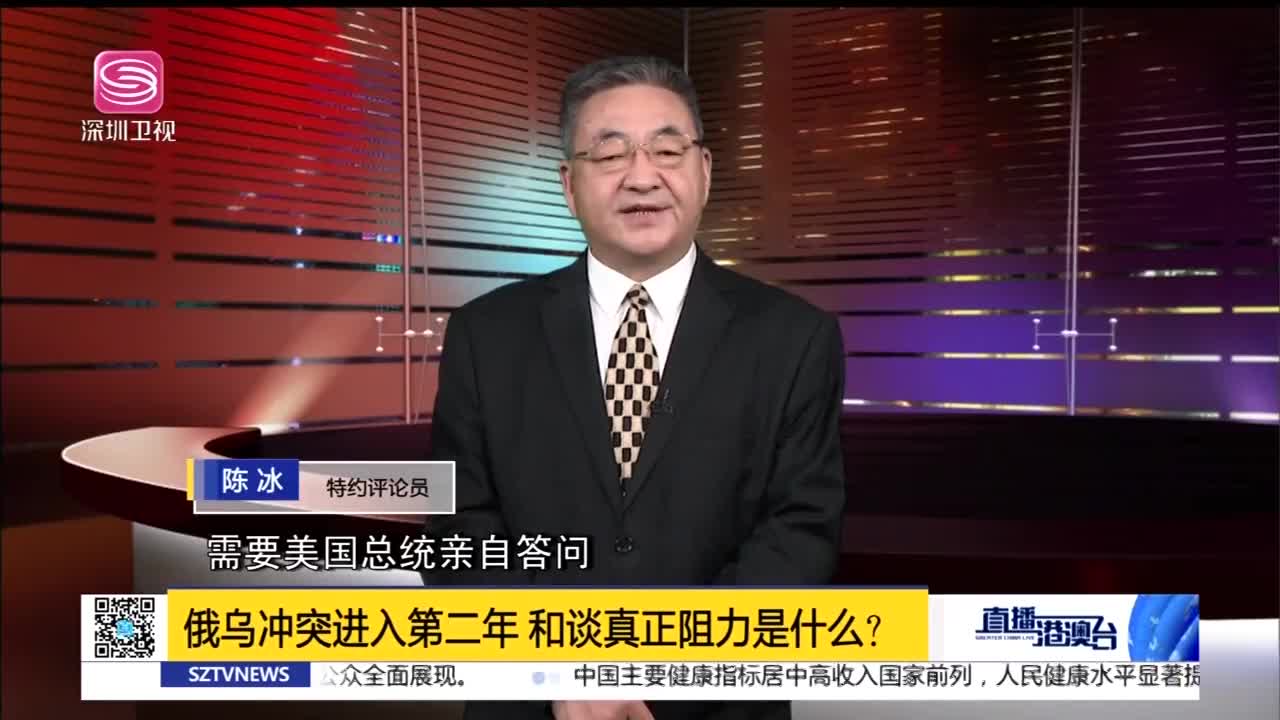 深圳卫视
陈冰
特约评论员
需要美国总统亲自答问
俄乌冲突进入第二年 和谈真正阻力是什么?
直播港澳台
GREATER CHINA LIVE
SZTVNEWS
公众全面展现。 中国主要健康指标居中高收入国家前列，人民健康水平显著提